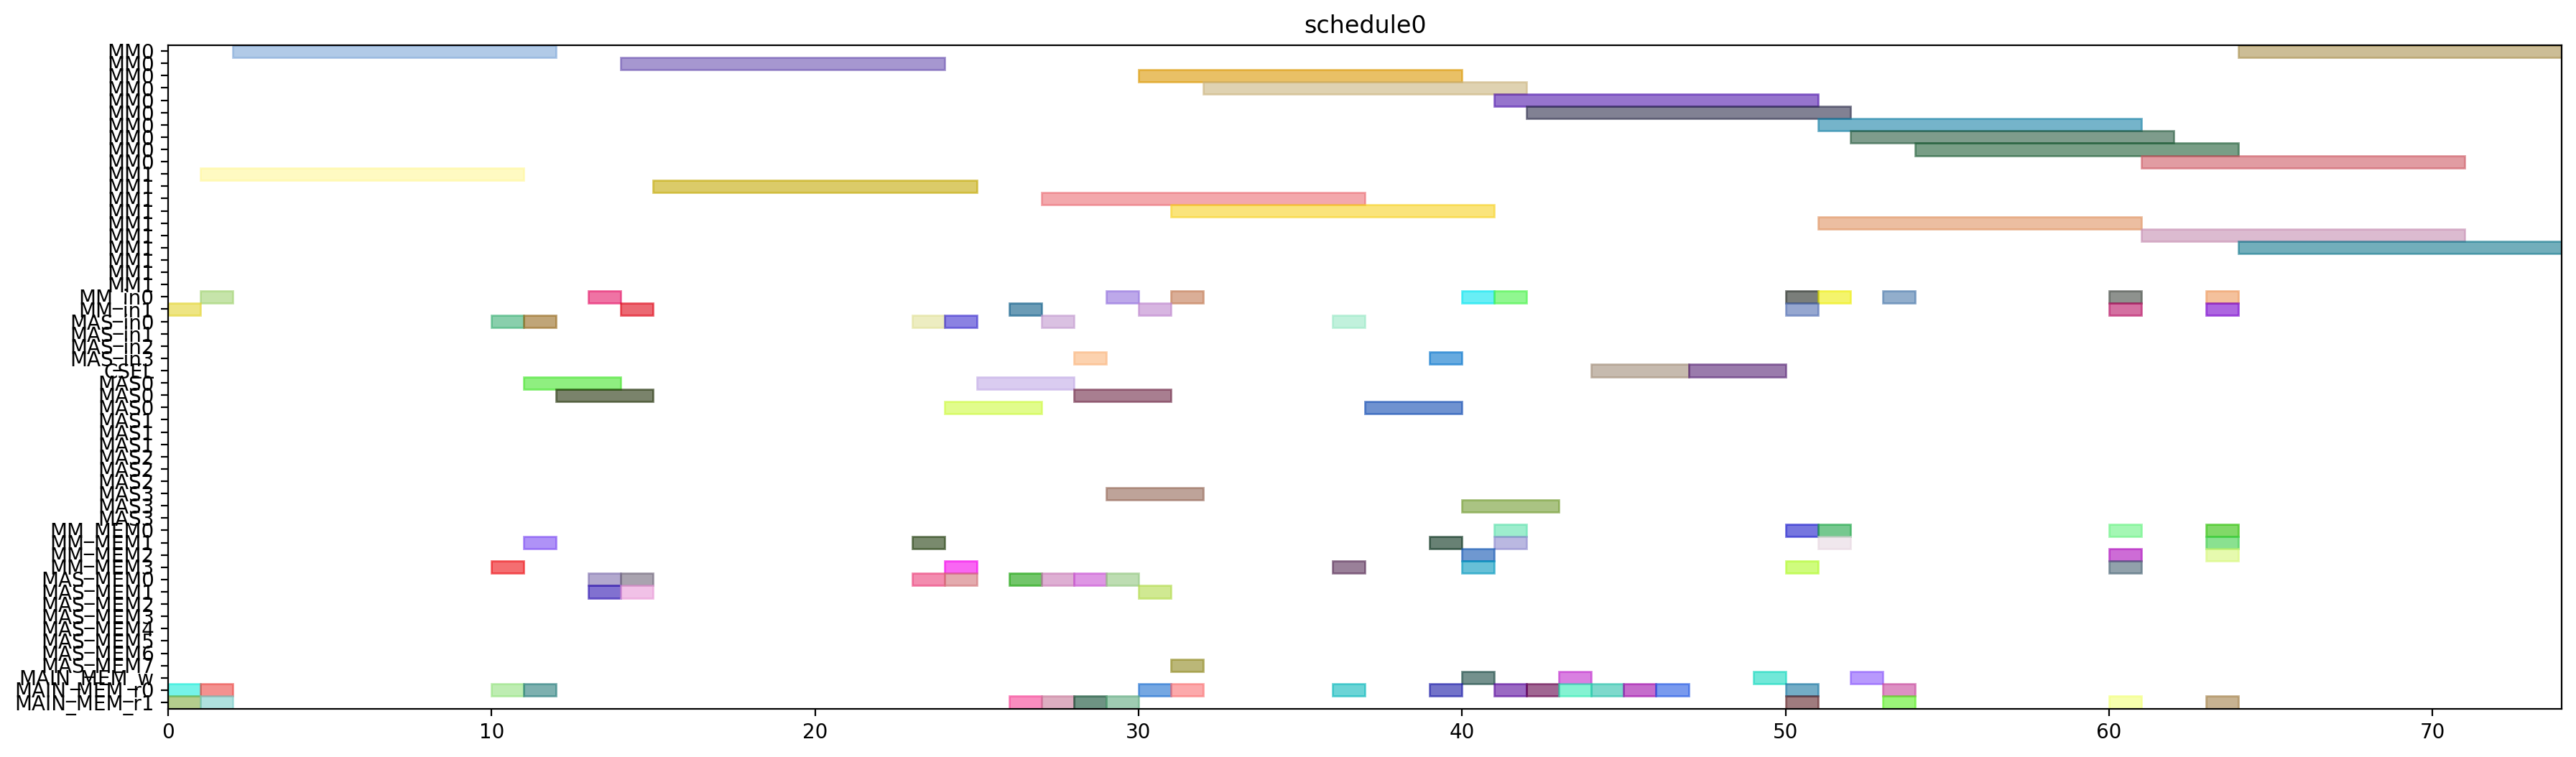 schedule0
MM0
MM0
MM0
MM0
MM0
MM0
MM0
MM0
MM0
MM0
MM1
MM1
MM1
MM1
MM1
MM1
MM1
MM1
MM1
MM1
MM_in0
MM_in1
MAS_in0
MAS_in1
MAS_in2
MAS_in3
CSEL
MAS0
MAS0
MAS0
MAS1
MAS1
MAS1
MAS2
MAS2
MAS2
MAS3
MAS3
MAS3
MM_MEM0
MM_MEM1
MM_MEM2
MM_MEM3
MAS_MEM0
MAS_MEM1
MAS_MEM2
MAS_MEM3
MAS_MEM4
MAS_MEM5
MAS_MEM6
MAS_MEM7
MAIN_MEM_w
MAIN_MEM_r0
MAIN_MEM_r1
0 10 20 30 40 50 60 70